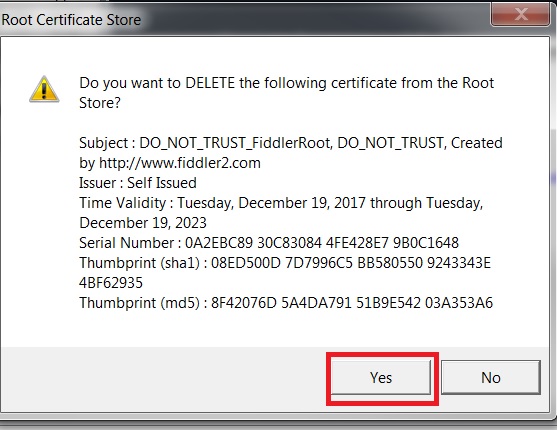 Root Certificate Store
Do you want to DELETE the following certificate from the Root
Store?
Subject : DO_NOT_TRUST_FiddlerRoot, DO_NOT_TRUST, Created
by http://www.fiddler2.com
Issuer : Self Issued
Time Validity : Tuesday, December 19, 2017 through Tuesday,
December 19, 2023
Serial Number : 0A2EBC89 30C83084 4FE428E7 9B0C1648
Thumbprint (sha1) : 08ED500D 7D7996C5 BB580550 9243343E
4BF62935
Thumbprint (md5) : 8F42076D 5A4DA791 51B9E542 03A353A6
Yes
No